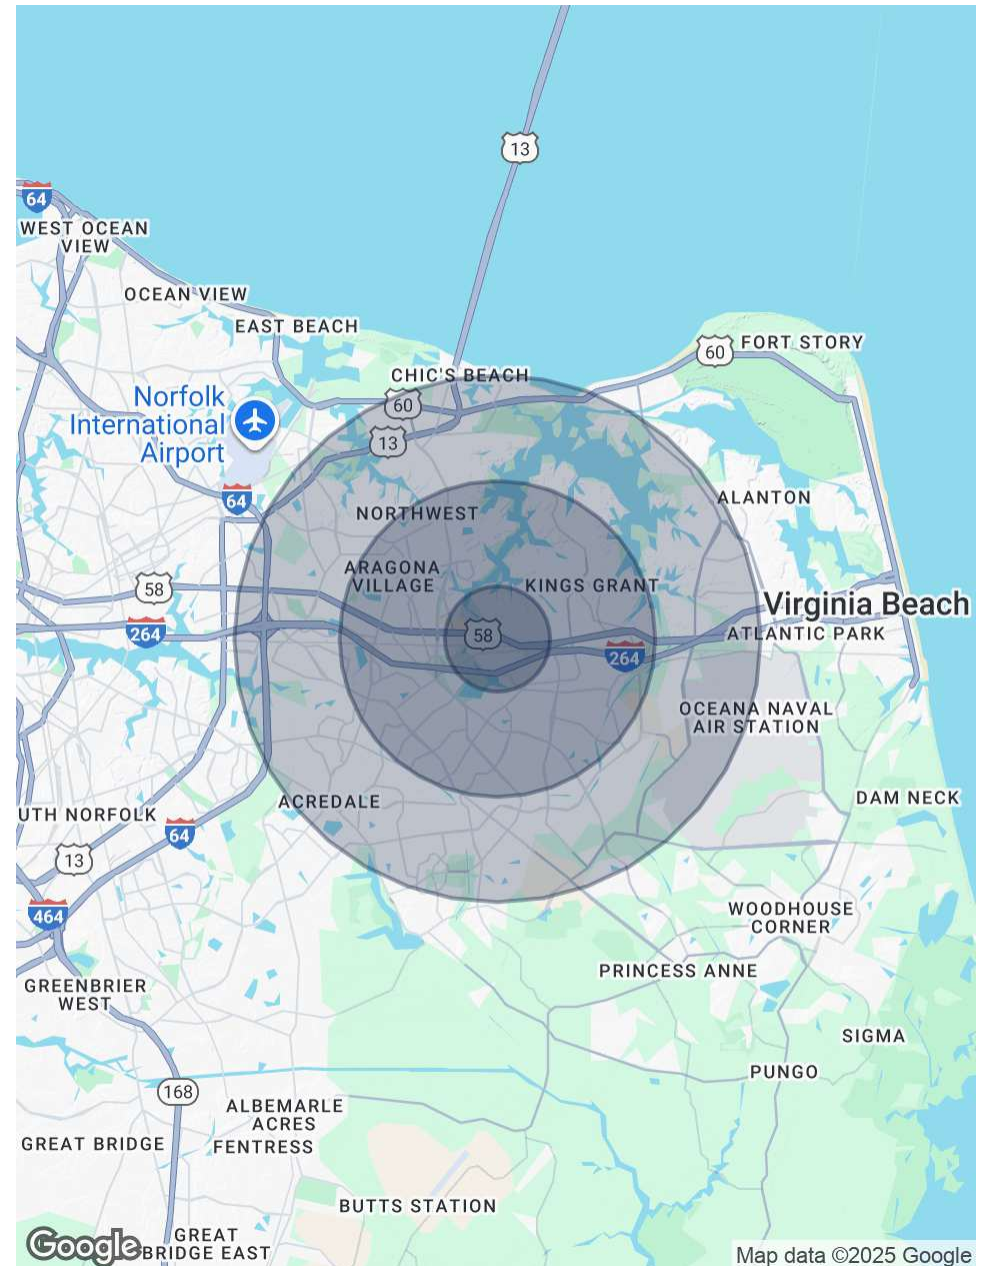 13
64
WEST OCEAN
VIEW
OCEAN VIEW
EAST BEACH
60
FORT STORY
CHIC'S BEACH
60
Norfolk
International
Airport
13
64
ALANTON
NORTHWEST
ARAGONA
VILLAGE
KINGS GRANT
58
Virginia Beach
264
58
ATLANTIC PARK
264
OCEANA NAVAL
AIR STATION
ACREDALE
DAM NECK
UTH NORFOLK
64
13
464
WOODHOUSE
CORNER
PRINCESS ANNE
GREENBRIER
WEST
SIGMA
PUNGO
168
ALBEMARLE
ACRES
GREAT BRIDGE
FENTRESS
BUTTS STATION
Google
GREAT
BRIDGE EAST
Map data ©2025 Google